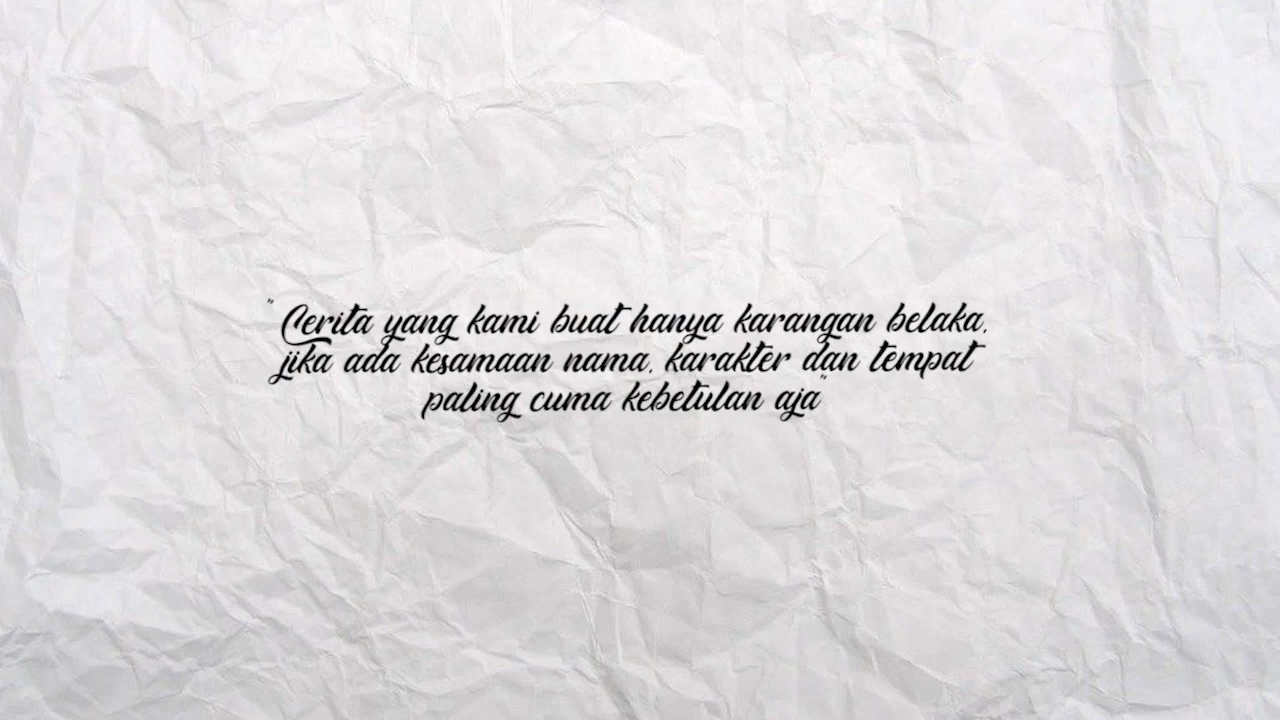 "Cerita yang kami buat hanya karangan belaka,
jika ada kesamaan nama, karakter dan tempat
paling cuma kebetulan aja"